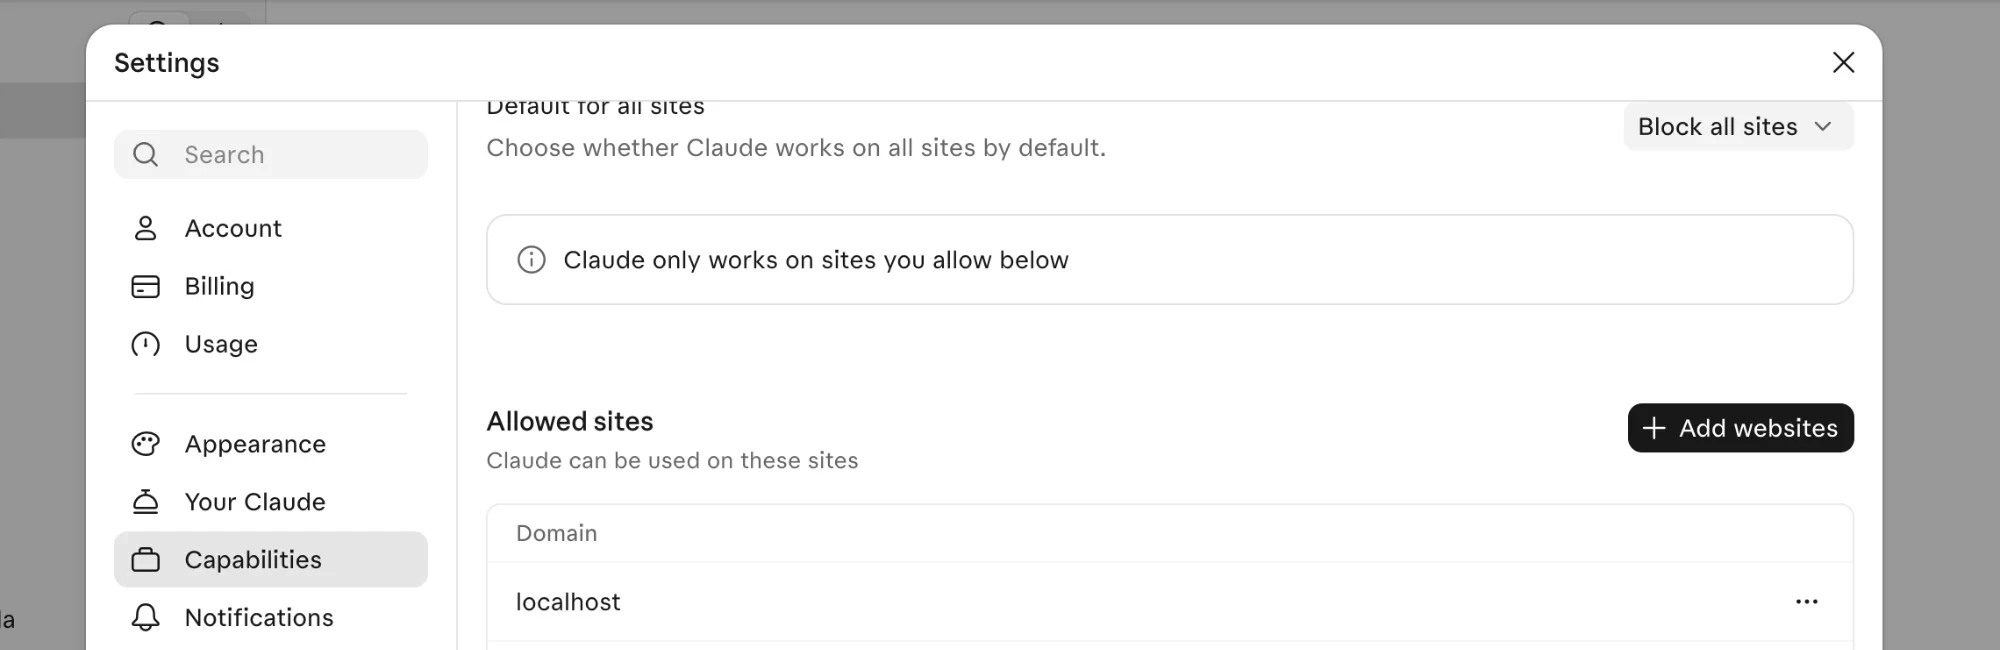 Settings
Search
Account
Billing
Usage
Appearance
Your Claude
Capabilities
Notifications
Default for all sites
Choose whether Claude works on all sites by default.
Block all sites
Claude only works on sites you allow below
Allowed sites
Claude can be used on these sites
+ Add websites
Domain
localhost